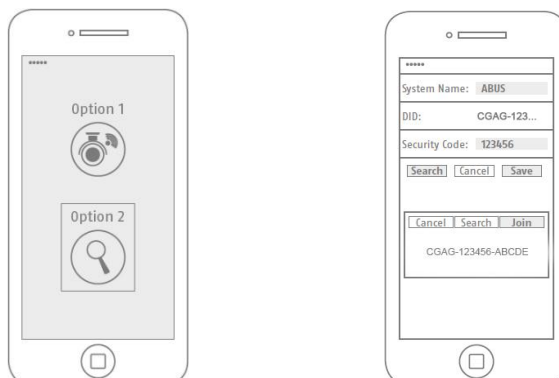 •••••
Option 1
Option 2
•••••
System Name: ABUS
DID: CGAG-123...
Security Code: 123456
Search Cancel Save
Cancel Search Join
CGAG-123456-ABCDE